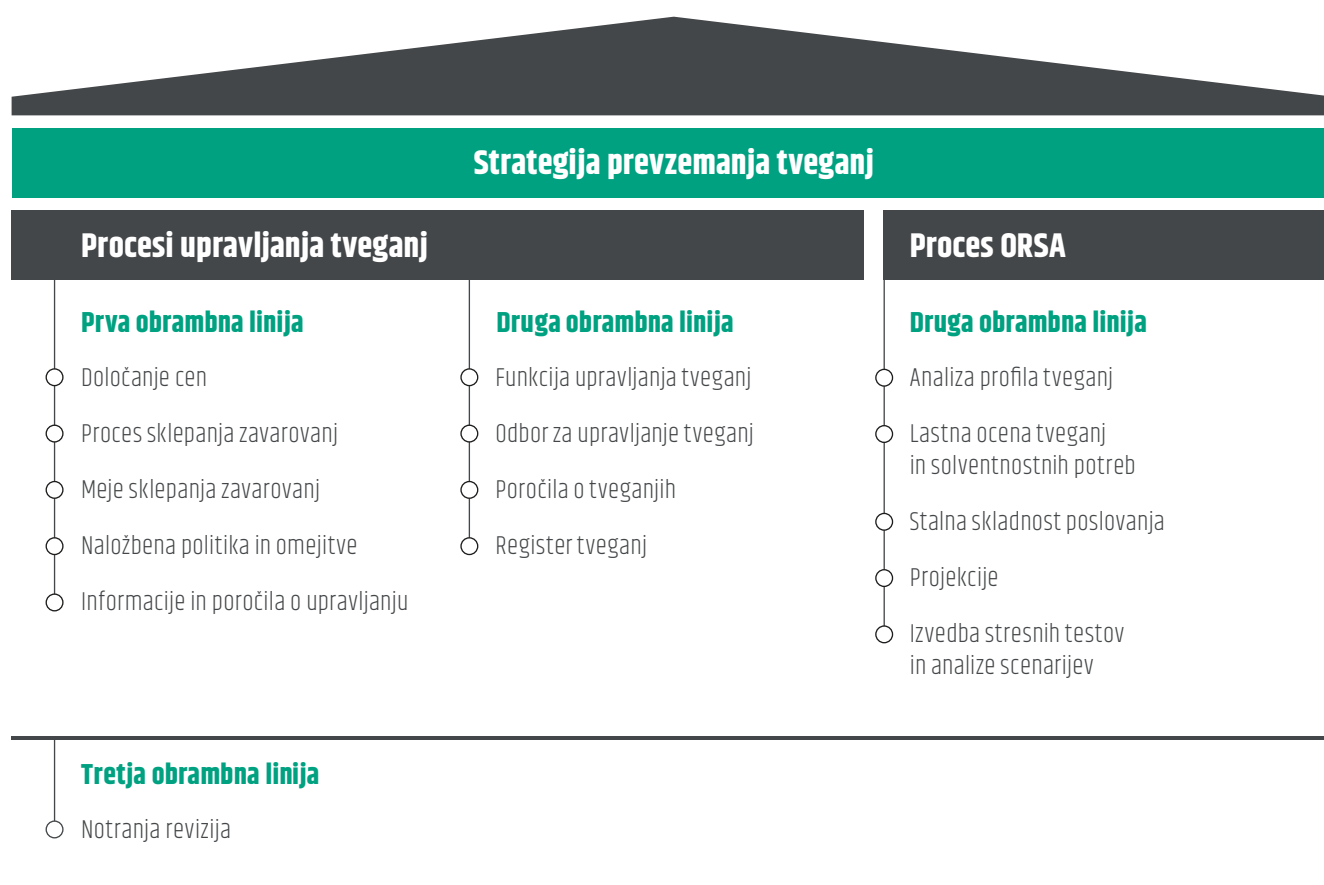 Strategija prevzemanja tveganj
Procesi upravljanja tveganj
Prva obrambna linija
Določanje cen
Proces sklepanja zavarovanj
Meje sklepanja zavarovanj
Naložbena politika in omejitve
Informacije in poročila o upravljanju
Druga obrambna linija
Funkcija upravljanja tveganj
Odbor za upravljanje tveganj
Poročila o tveganjih
Register tveganj
Proces ORSA
Druga obrambna linija
Analiza profila tveganj
Lastna ocena tveganj
in solventnostnih potreb
Stalna skladnost poslovanja
Projekcije
Izvedba stresnih testov
in analize scenarijev
Tretja obrambna linija
Notranja revizija